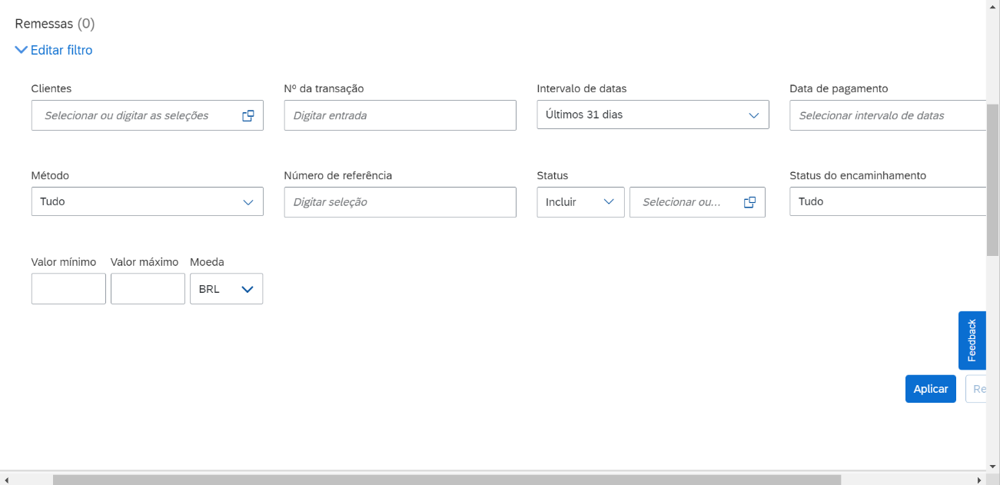 Remessas (0)
Editar filtro
Clientes Nº da transação Intervalo de datas Data de pagamento
Selecionar ou digitar as seleções Digitar entrada Últimos 31 dias Selecionar intervalo de datas
Método Número de referência Status Status do encaminhamento
Tudo Digitar seleção Incluir Selecionar ou... Tudo
Valor mínimo Valor máximo Moeda
BRL
Feedback
Aplicar Re